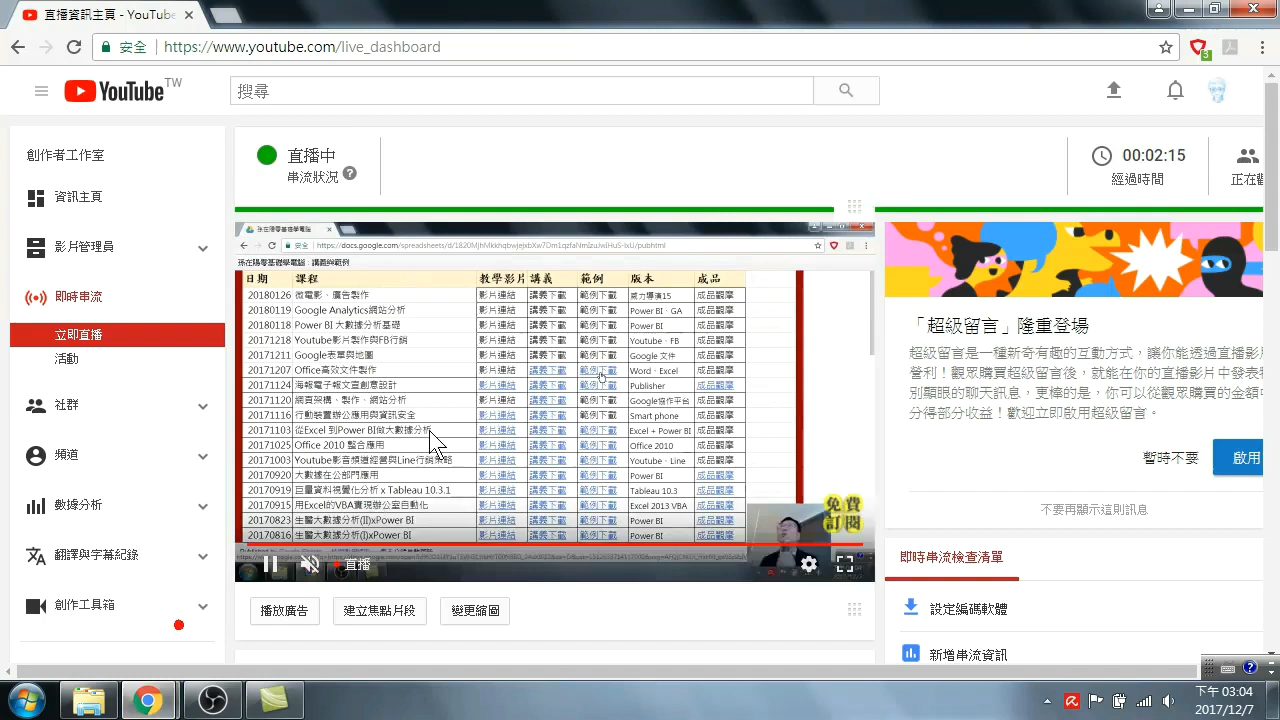 直播資訊主頁 - YouTube
安全
https://www.youtube.com/live_dashboard
3
YouTube TW
搜尋
創作者工作室
資訊主頁
影片管理員
即時串流
立即直播
活動
社群
頻道
數據分析
翻譯與字幕紀錄
創作工具箱
直播中
串流狀況
00:02:15
經過時間
正在
孫在陽零基礎學電腦
安全
孫在陽零基礎學電腦 : 講義與範例
日期 課程 教學影片 講義 範例 版本 成品
20180126 微電影、廣告製作 影片連結 講義下載 範例下載 威力導演15 成品觀摩
20180119 Google Analytics網站分析 影片連結 講義下載 範例下載 Power BI、GA 成品觀摩
20180118 Power BI 大數據分析基礎 影片連結 講義下載 範例下載 Power BI 成品觀摩
20171218 Youtube影片製作與FB行銷 影片連結 講義下載 範例下載 Youtube、FB 成品觀摩
20171211 Google表單與地圖 影片連結 講義下載 範例下載 Google 文件 成品觀摩
20171207 Office高效文件製作 影片連結 講義下載 範例下載 Word、Excel 成品觀摩
20171124 海報電子報文宣創意設計 影片連結 講義下載 範例下載 Publisher 成品觀摩
20171120 網頁架構、製作、網站分析 影片連結 講義下載 範例下載 Google協作平台 成品觀摩
20171116 行動裝置辦公應用與資訊安全 影片連結 講義下載 範例下載 Smart phone 成品觀摩
20171103 從Excel 到Power BI做大數據分析 影片連結 講義下載 範例下載 Excel + Power BI 成品觀摩
20171025 Office 2010 整合應用 影片連結 講義下載 範例下載 Office 2010 成品觀摩
20171003 Youtube影音頻道經營與Line行銷策略 影片連結 講義下載 範例下載 Youtube、Line 成品觀摩
20170920 大數據在公部門應用 影片連結 講義下載 範例下載 Power BI 成品觀摩
20170919 巨量資料視覺化分析 x Tableau 10.3.1 影片連結 講義下載 範例下載 Tableau 10.3 成品觀摩
20170915 用Excel的VBA實現辦公室自動化 影片連結 講義下載 範例下載 Excel 2013 VBA 成品觀摩
20170823 生醫大數據分析(II)xPower BI 影片連結 講義下載 範例下載 Power BI 成品觀摩
20170816 生醫大數據分析(I)xPower BI 影片連結 講義下載 範例下載 Power BI 成品觀摩
免費
訂閱
直播
播放廣告
建立焦點片段
變更縮圖
「超級留言」隆重登場
超級留言是一種新奇有趣的互動方式，讓你能透過直播影
營利！觀眾購買超級留言後，就能在你的直播影片中發表
別顯眼的聊天訊息，更棒的是，你可以從觀眾購買的金額
分得部分收益！歡迎立即啟用超級留言。
暫時不要
啟用
不要再顯示這則訊息
即時串流檢查清單
設定編碼軟體
新增串流資訊
下午 03:04
2017/12/7